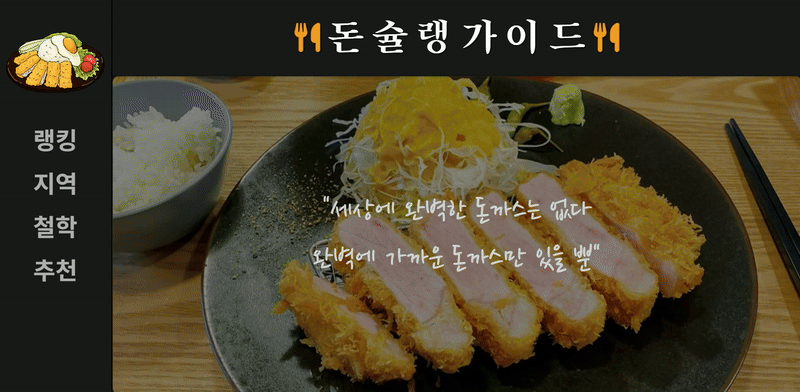 돈슐랭가이드
랭킹
지역
철학
추천
"세상에 완벽한 돈까스는 없다
완벽에 가까운 돈까스만 있을 뿐"